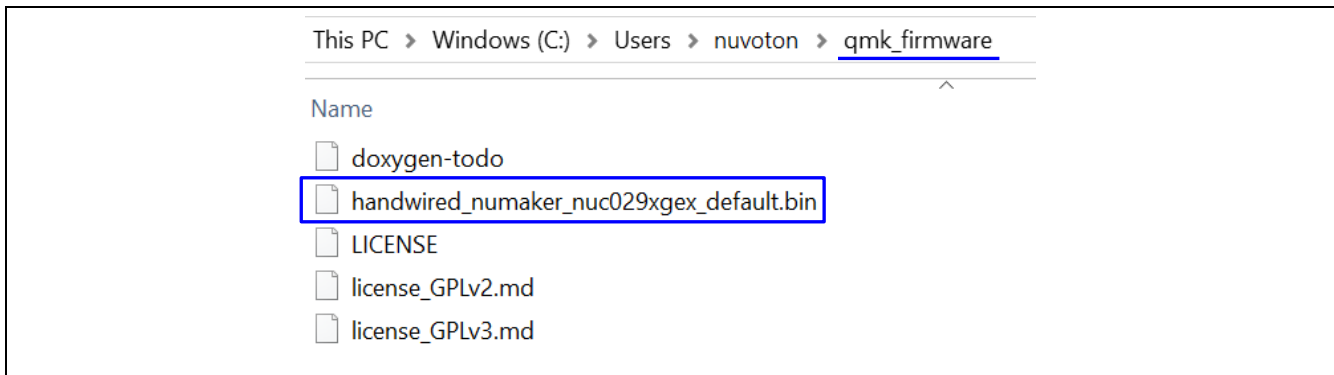 This PC > Windows (C:) > Users > nuvoton > qmk_firmware
Name
doxygen-todo
handwired_numaker_nuc029xgex_default.bin
LICENSE
license_GPLv2.md
license_GPLv3.md